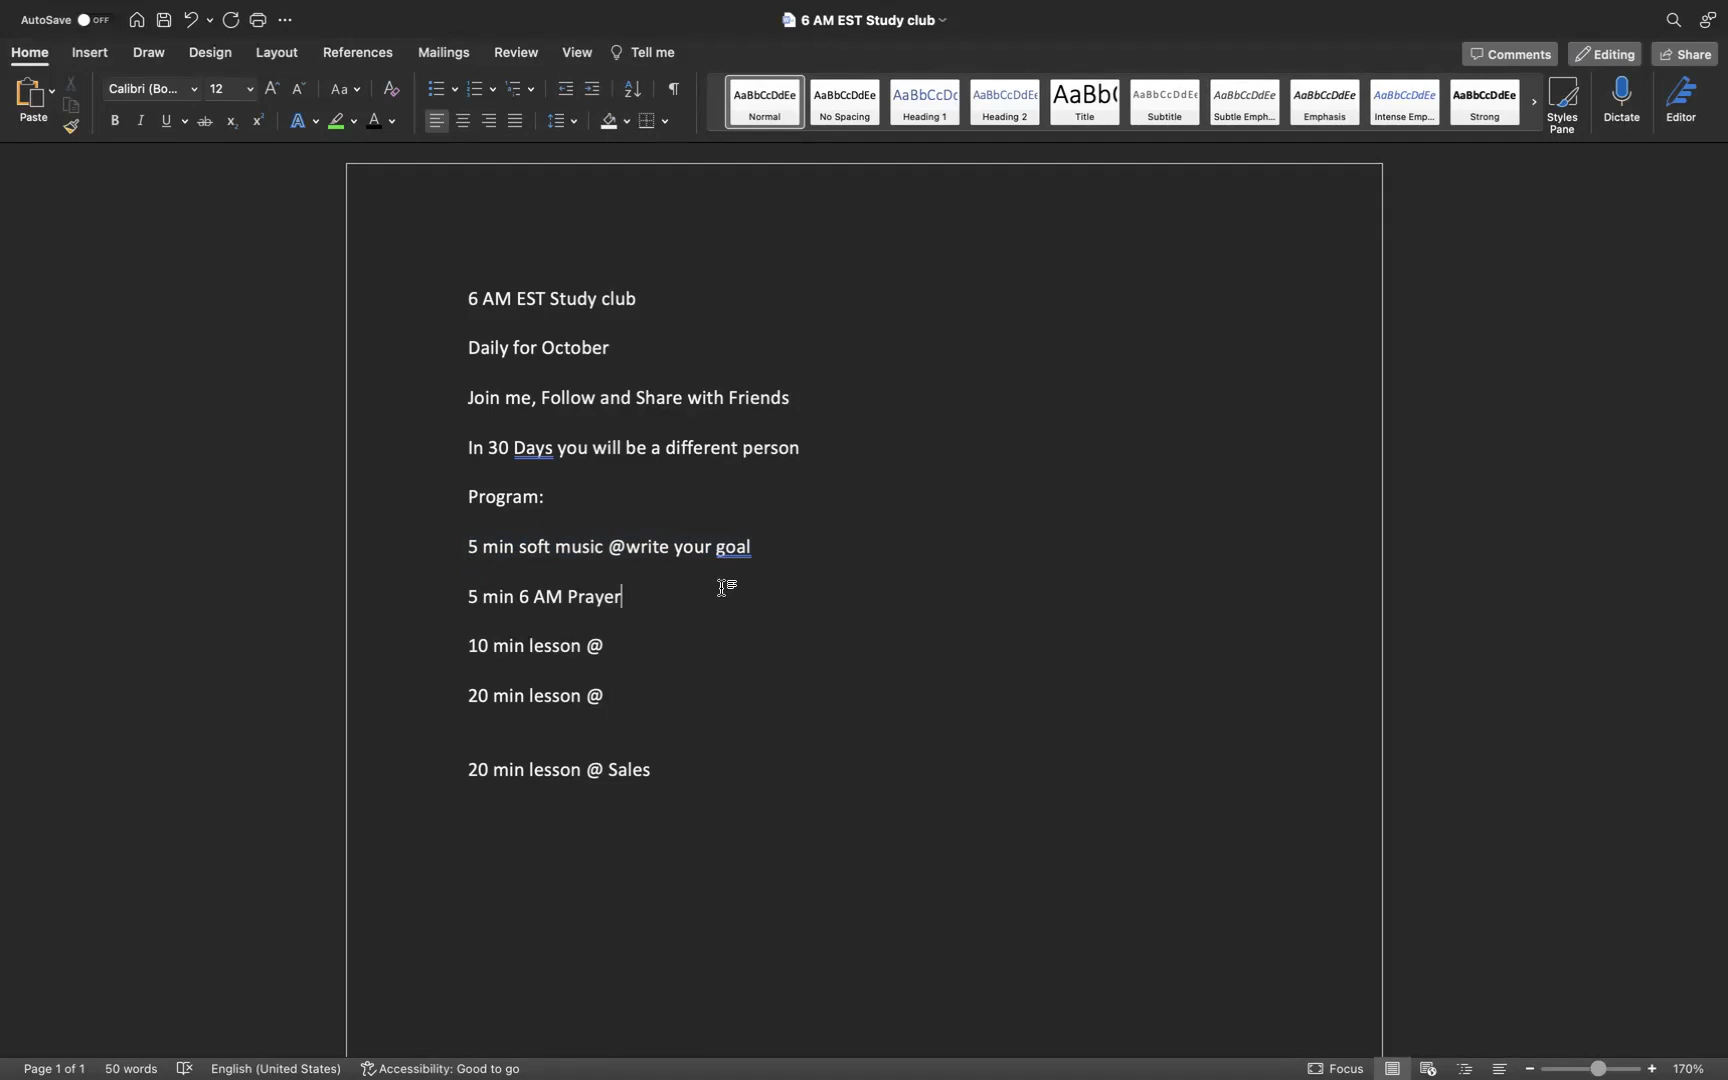 AutoSave OFF
6 AM EST Study club
Home Insert Draw Design Layout References Mailings Review View Tell me
Comments Editing Share
Paste
Calibri (Bo... 12
AaBbCcDdEe AaBbCcDdEe AaBbCcDc AaBbCcDdEe AaBb( AaBbCcDdEe AaBbCcDdEe AaBbCcDdEe AaBbCcDdEe AaBbCcDdEe
Normal No Spacing Heading 1 Heading 2 Title Subtitle Subtle Emph... Emphasis Intense Emp... Strong
Styles Pane
Dictate
Editor
6 AM EST Study club
Daily for October
Join me, Follow and Share with Friends
In 30 Days you will be a different person
Program:
5 min soft music @write your goal
5 min 6 AM Prayer
10 min lesson @
20 min lesson @
20 min lesson @ Sales
Page 1 of 1 50 words English (United States) Accessibility: Good to go Focus 170%